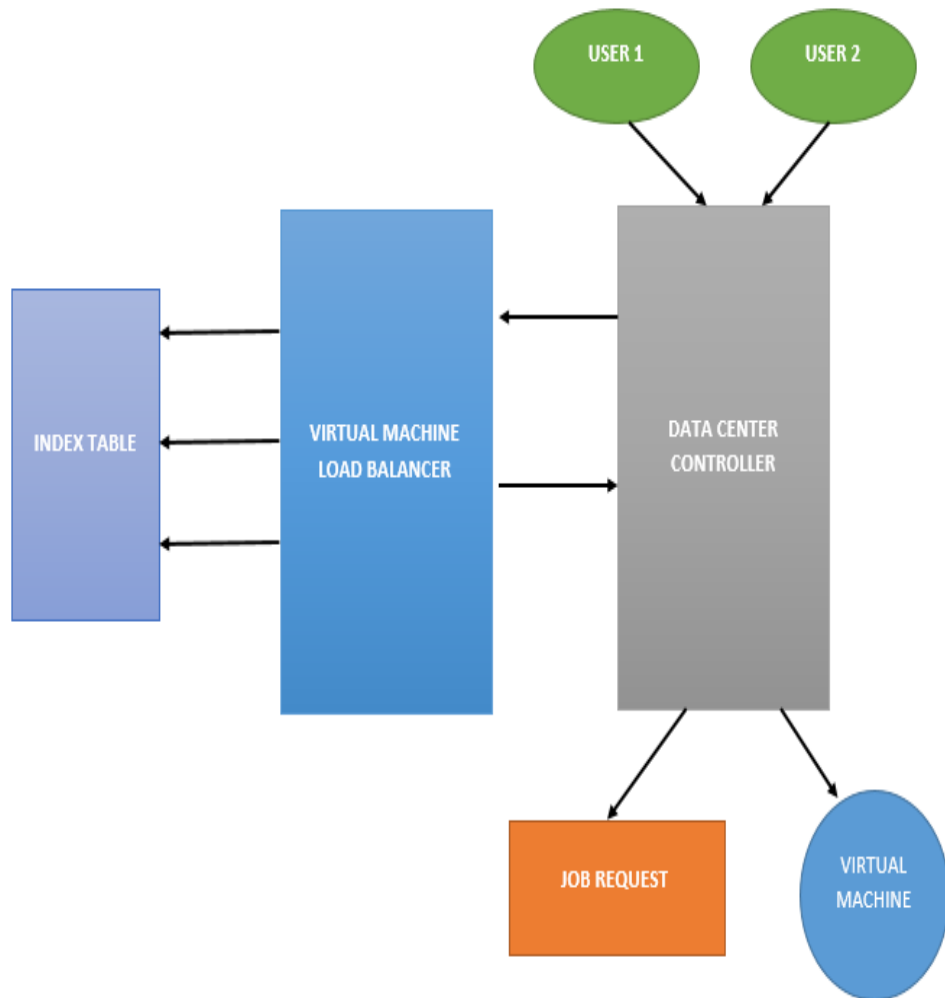 USER 1
USER 2
INDEX TABLE
VIRTUAL MACHINE
LOAD BALANCER
DATA CENTER
CONTROLLER
JOB REQUEST
VIRTUAL
MACHINE